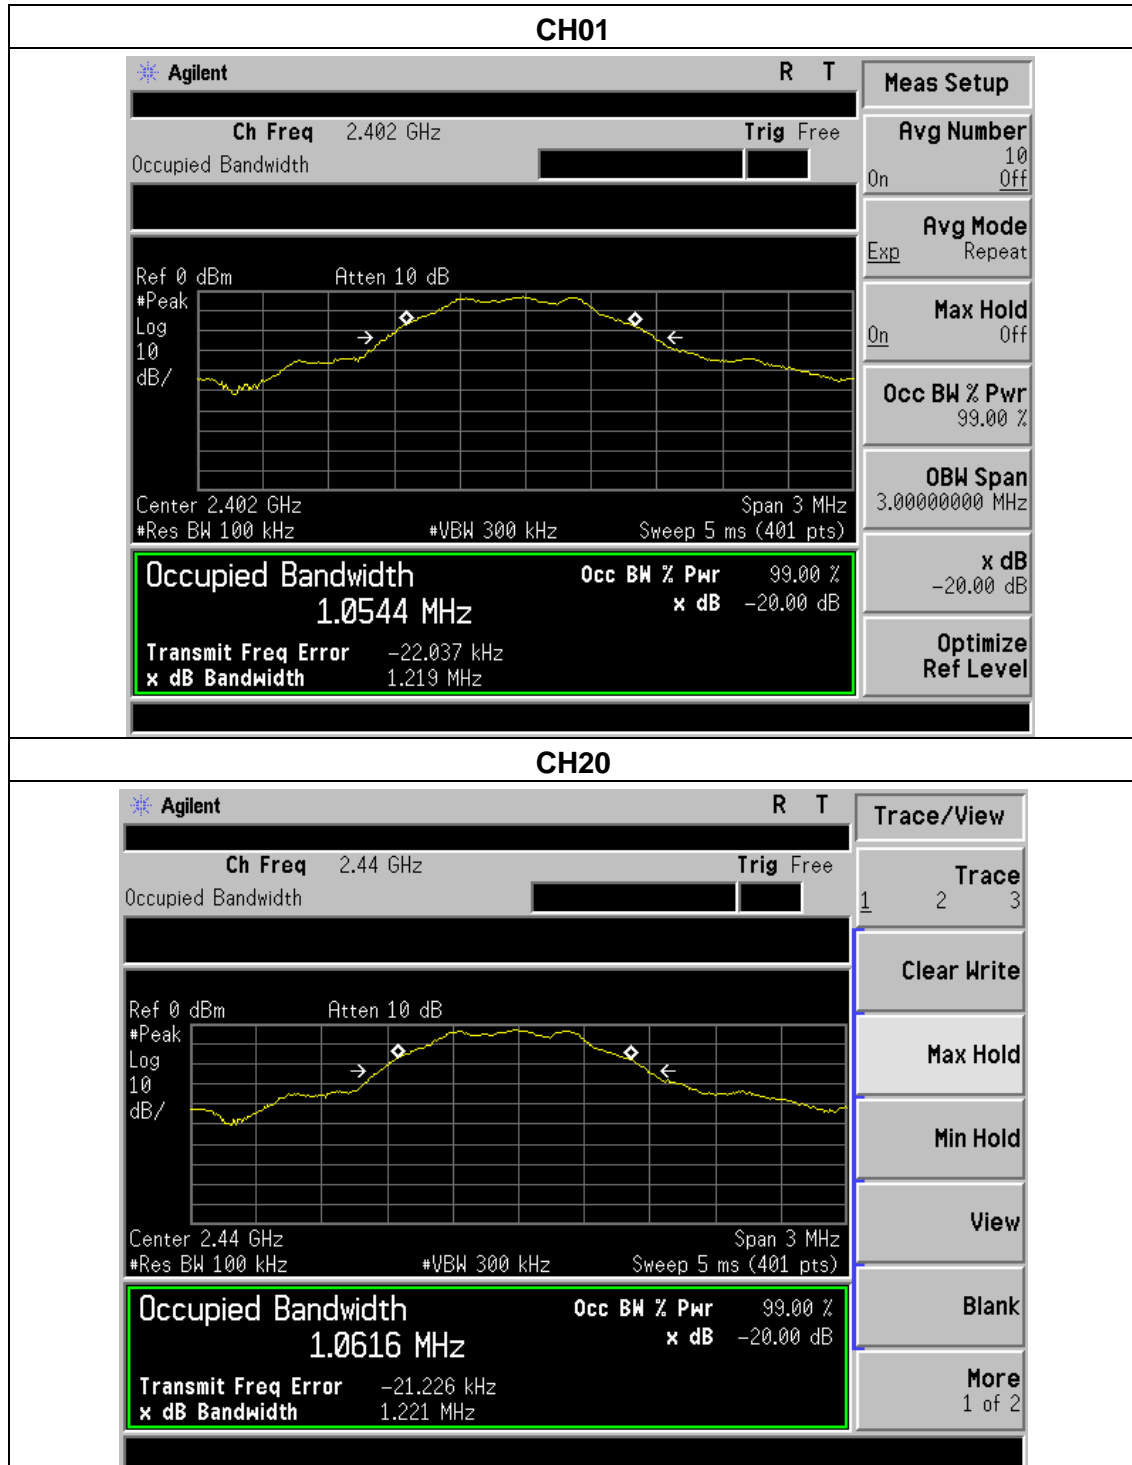 CH01
Agilent R T
Ch Freq 2.402 GHz Trig Free
Occupied Bandwidth
Ref 0 dBm Atten 10 dB
#Peak
Log
10
dB/
Center 2.402 GHz Span 3 MHz
#Res BW 100 kHz #VBW 300 kHz Sweep 5 ms (401 pts)
Occupied Bandwidth Occ BW % Pwr 99.00 %
1.0544 MHz x dB -20.00 dB
Transmit Freq Error -22.037 kHz
x dB Bandwidth 1.219 MHz
Meas Setup
Avg Number
10
On Off
Avg Mode
Exp Repeat
Max Hold
On Off
Occ BW % Pwr
99.00 %
OBW Span
3.00000000 MHz
x dB
-20.00 dB
Optimize
Ref Level
CH20
Agilent R T
Ch Freq 2.44 GHz Trig Free
Occupied Bandwidth
Ref 0 dBm Atten 10 dB
#Peak
Log
10
dB/
Center 2.44 GHz Span 3 MHz
#Res BW 100 kHz #VBW 300 kHz Sweep 5 ms (401 pts)
Occupied Bandwidth Occ BW % Pwr 99.00 %
1.0616 MHz x dB -20.00 dB
Transmit Freq Error -21.226 kHz
x dB Bandwidth 1.221 MHz
Trace/View
Trace
1 2 3
Clear Write
Max Hold
Min Hold
View
Blank
More
1 of 2